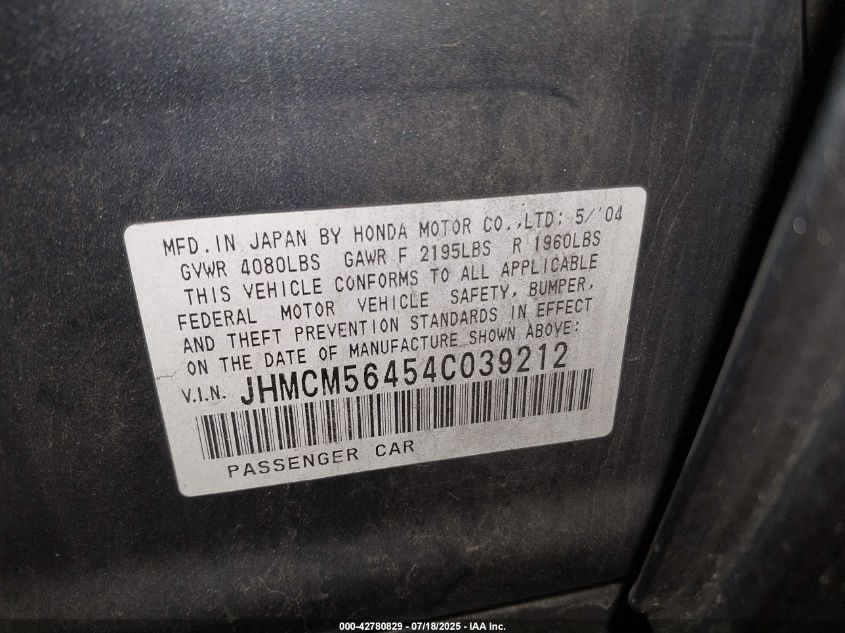 MFD. IN JAPAN BY HONDA MOTOR CO., LTD; 5/'04
GVWR 4080LBS GAWR F 2195LBS R 1960LBS
THIS VEHICLE CONFORMS TO ALL APPLICABLE
FEDERAL MOTOR VEHICLE SAFETY, BUMPER,
AND THEFT PREVENTION STANDARDS IN EFFECT
ON THE DATE OF MANUFACTURE SHOWN ABOVE:
V.I.N. JHMCM56454C039212
PASSENGER CAR
000-42780829 - 07/18/2025 - IAA Inc.